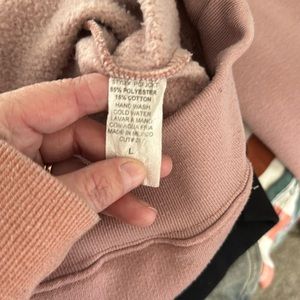 85% POLYESTER
15% COTTON
HAND WASH
COLD WATER
LAVAR A MANO
CON AGUA FRIA
MADE IN MEXICO
L